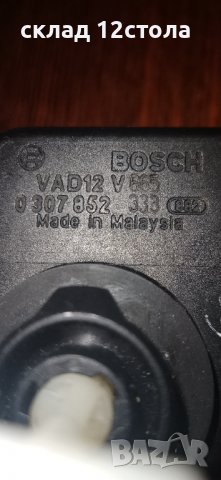 склад 12стола
BOSCH
VAD12 V 665
0 307 852 333
Made in Malaysia
BAZAR